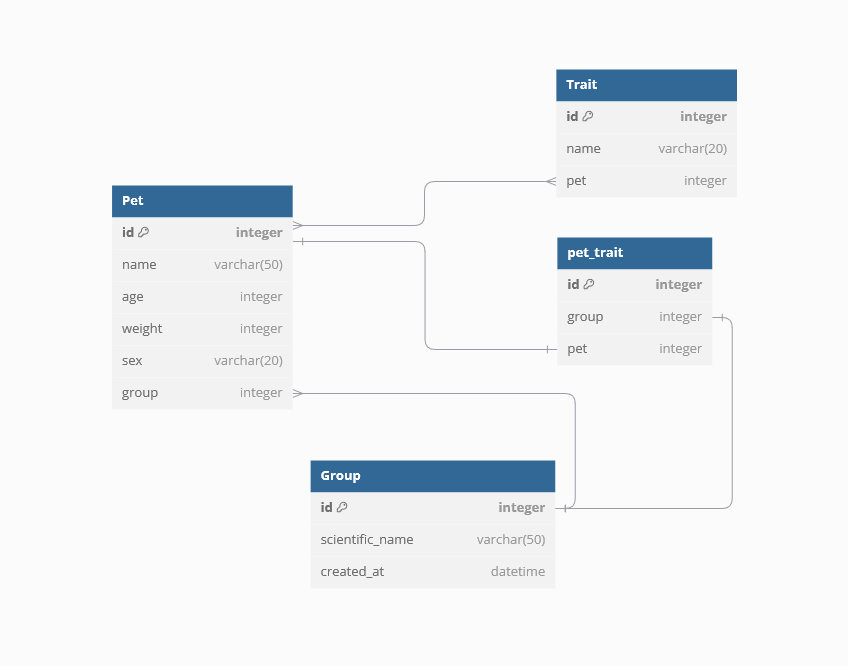 Trait
id integer
name varchar(20)
pet integer
Pet
id integer
name varchar(50)
age integer
weight integer
sex varchar(20)
group integer
pet_trait
id integer
group integer
pet integer
Group
id integer
scientific_name varchar(50)
created_at datetime